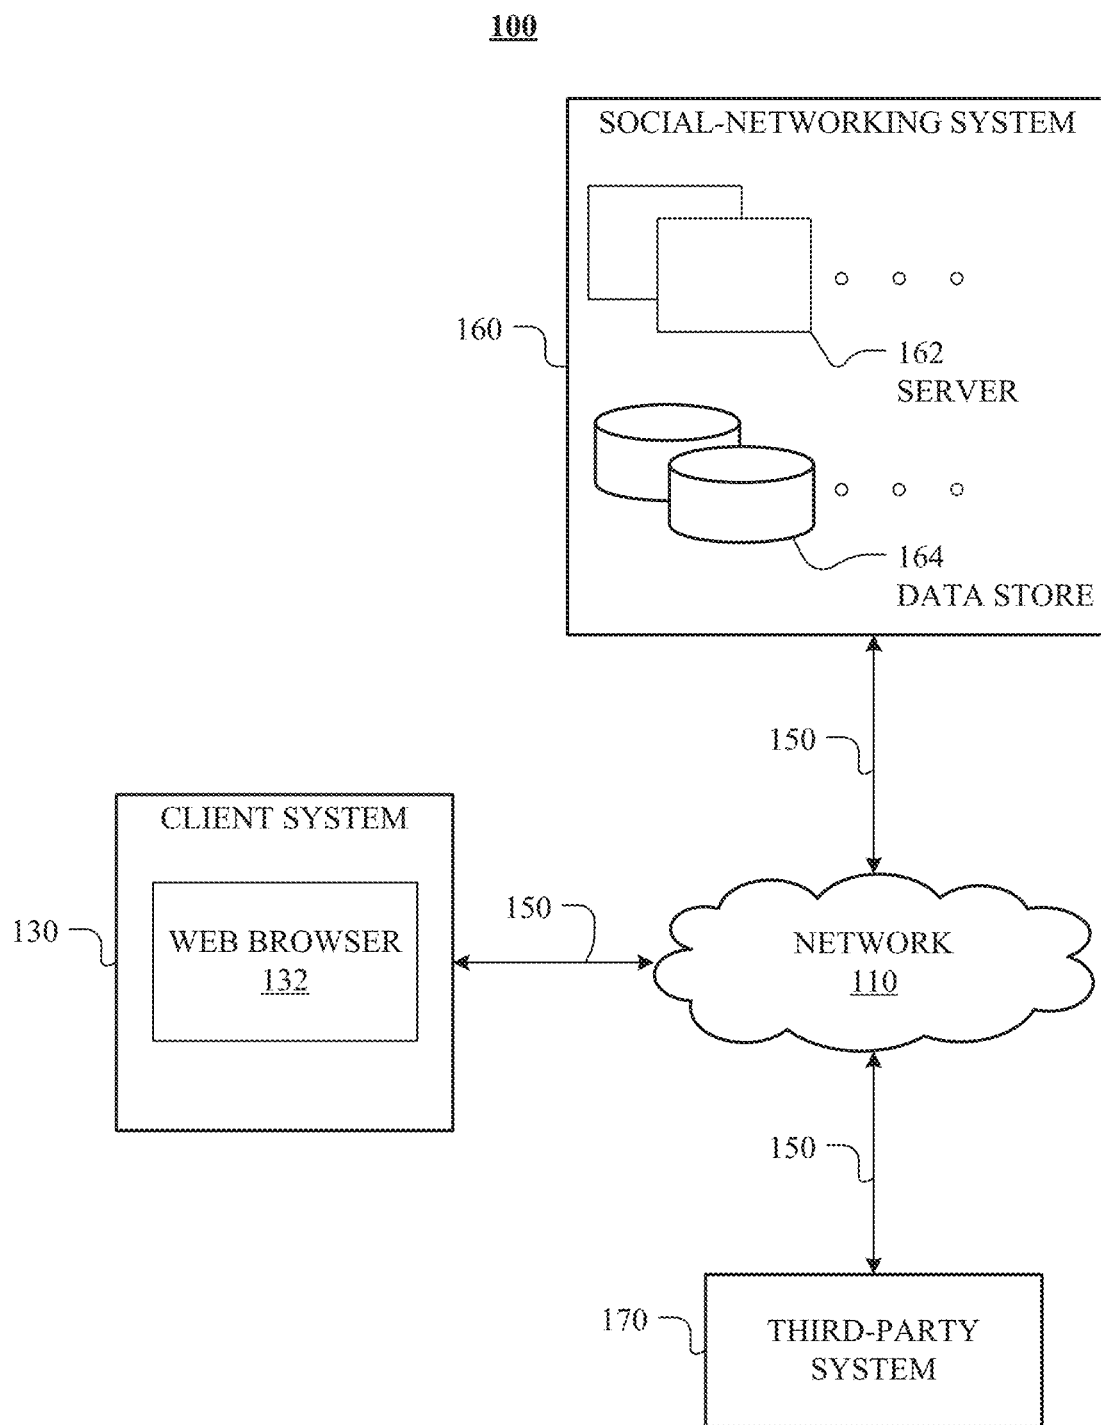 100
SOCIAL-NETWORKING SYSTEM
160
162
SERVER
164
DATA STORE
150
CLIENT SYSTEM
130
WEB BROWSER
132
150
NETWORK
110
150
170
THIRD-PARTY
SYSTEM